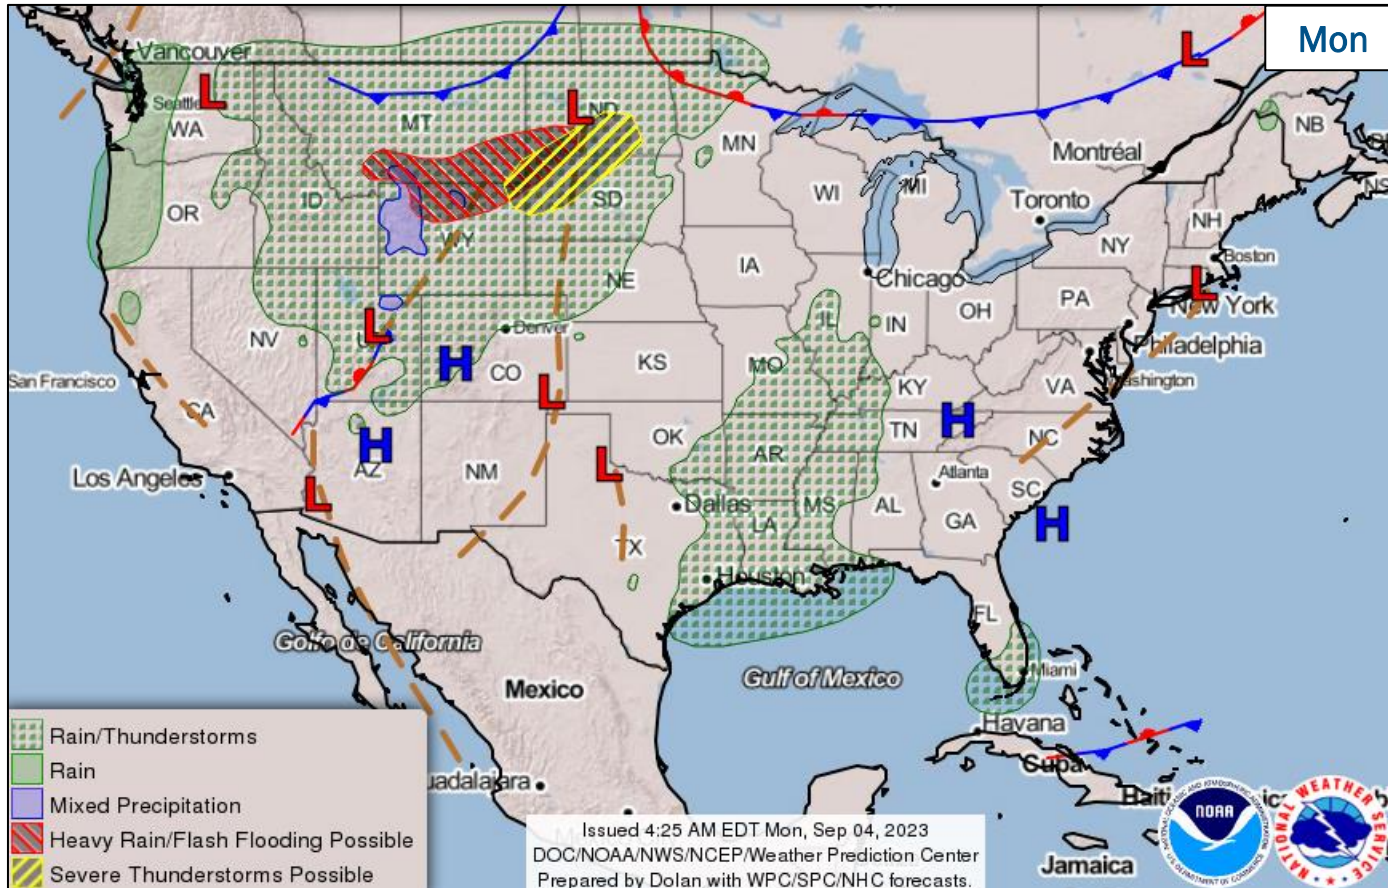 Mon
Vancouver
Seattle
L
L
WA
MT
L
ND
MN
Montréal
NB
NS
OR
ID
SD
WI
MI
Toronto
NH
WY
NY
Boston
IA
L
NE
Chicago
New York
PA
L
Denver
IL
IN
OH
NV
Philadelphia
H
CO
KS
MO
San Francisco
KY
VA
CA
L
H
TN
NC
OK
H
AZ
NM
L
AR
Atlanta
Los Angeles
L
Dallas
MS
AL
SC
GA
H
LA
TX
Houston
FL
Golfo de California
Miami
Gulf of Mexico
Mexico
Havana
Cuba
Haiti
Jamaica
Rain/Thunderstorms
Rain
Mixed Precipitation
Heavy Rain/Flash Flooding Possible
Severe Thunderstorms Possible
Issued 4:25 AM EDT Mon, Sep 04, 2023
DOC/NOAA/NWS/NCEP/Weather Prediction Center
Prepared by Dolan with WPC/SPC/NHC forecasts.
NOAA
NATIONAL WEATHER SERVICE